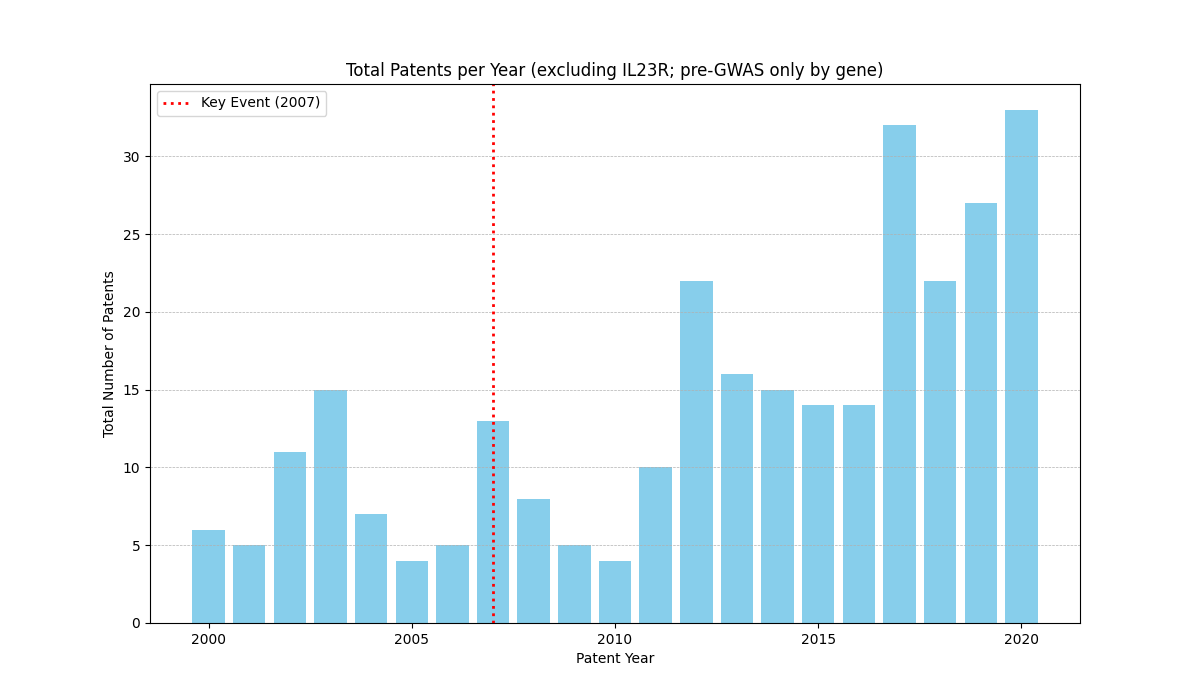 Total Patents per Year (excluding IL23R; pre-GWAS only by gene)
Key Event (2007)
Total Number of Patents
30
25
20
15
10
5
0
2000 2005 2010 2015 2020
Patent Year